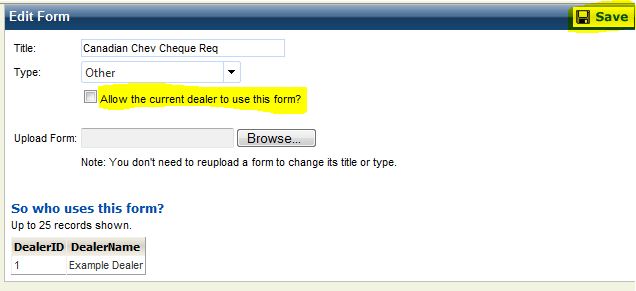 Edit Form
Save
Title: Canadian Chev Cheque Req
Type: Other
Allow the current dealer to use this form?
Upload Form: Browse...
Note: You don't need to reupload a form to change its title or type.
So who uses this form?
Up to 25 records shown.
DealerID DealerName
1 Example Dealer